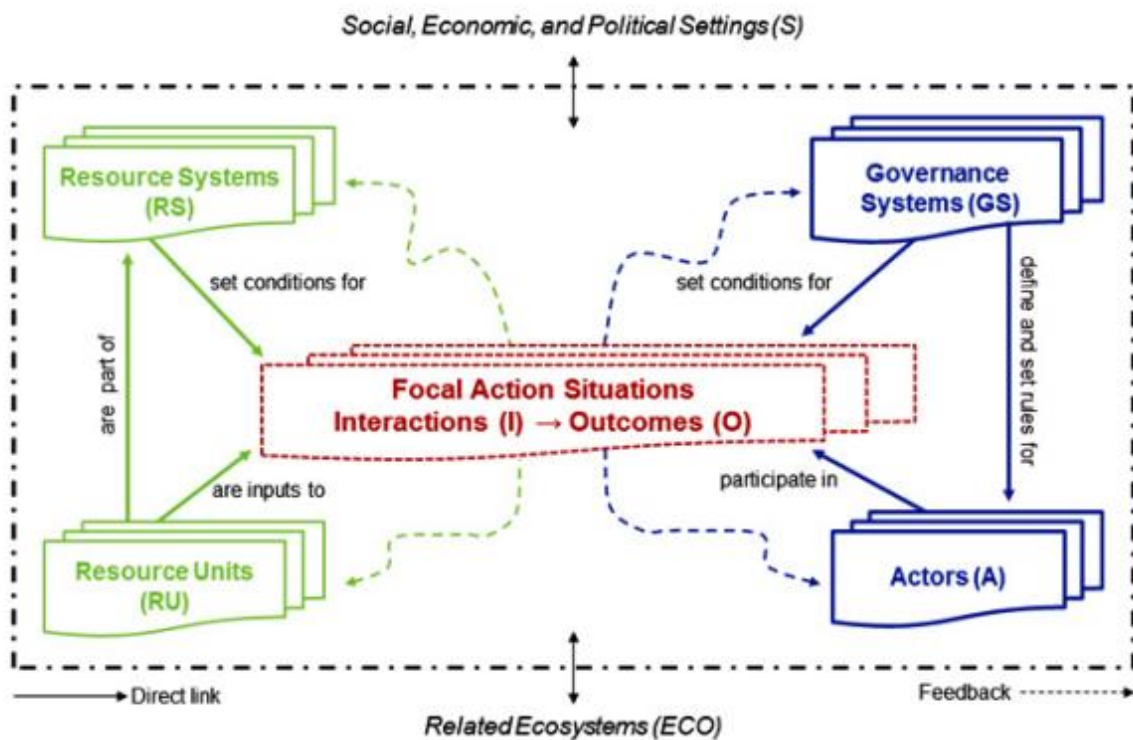 Social, Economic, and Political Settings (S)
Resource Systems
(RS)
Governance
Systems (GS)
set conditions for
set conditions for
are part of
define and set rules for
Focal Action Situations
Interactions (I) → Outcomes (O)
are inputs to
participate in
Resource Units
(RU)
Actors (A)
Direct link
Feedback
Related Ecosystems (ECO)